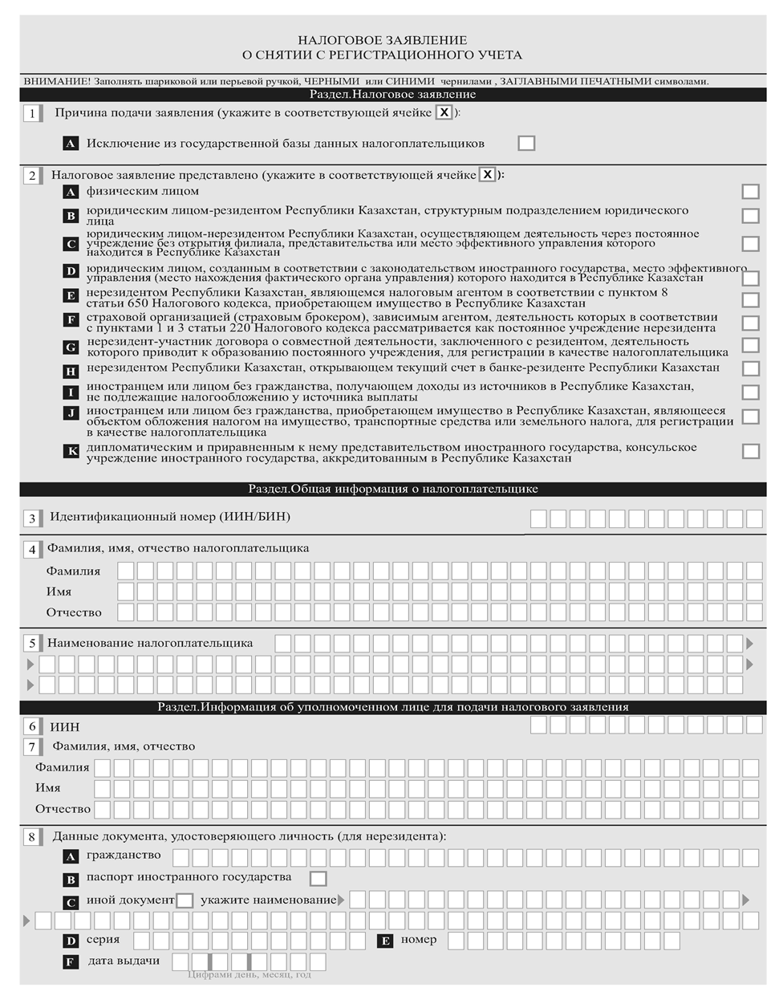 НАЛОГОВОЕ ЗАЯВЛЕНИЕ
О СНЯТИИ С РЕГИСТРАЦИОННОГО УЧЕТА
ВНИМАНИЕ! Заполнять шариковой или перьевой ручкой, ЧЕРНЫМИ или СИНИМИ чернилами , ЗАГЛАВНЫМИ ПЕЧАТНЫМИ символами.
Раздел.Налоговое заявление
1 Причина подачи заявления (укажите в соответствующей ячейке X ):
A Исключение из государственной базы данных налогоплательщиков
2 Налоговое заявление представлено (укажите в соответствующей ячейке X ):
A физическим лицом
B юридическим лицом-резидентом Республики Казахстан, структурным подразделением юридического
лица
юридическим лицом-нерезидентом Республики Казахстан, осуществляющем деятельность через постоянное
C учреждение без открытия филиала, представительства или место эффективного управления которого
находится в Республике Казахстан
D юридическим лицом, созданным в соответствии с законодательством иностранного государства, место эффективного
управления (место нахождения фактического органа управления) которого находится в Республике Казахстан
E нерезидентом Республики Казахстан, являющемся налоговым агентом в соответствии с пунктом 8
статьи 650 Налогового кодекса, приобретающем имущество в Республике Казахстан
F страховой организацией (страховым брокером), зависимым агентом, деятельность которых в соответствии
с пунктами 1 и 3 статьи 220 Налогового кодекса рассматривается как постоянное учреждение нерезидента
G нерезидент-участник договора о совместной деятельности, заключенного с резидентом, деятельность
которого приводит к образованию постоянного учреждения, для регистрации в качестве налогоплательщика
H нерезидентом Республики Казахстан, открывающем текущий счет в банке-резиденте Республики Казахстан
I иностранцем или лицом без гражданства, получающем доходы из источников в Республике Казахстан,
не подлежащие налогообложению у источника выплаты
J иностранцем или лицом без гражданства, приобретающем имущество в Республике Казахстан, являющееся
объектом обложения налогом на имущество, транспортные средства или земельного налога, для регистрации
в качестве налогоплательщика
K дипломатическим и приравненным к нему представительством иностранного государства, консульское
учреждение иностранного государства, аккредитованным в Республике Казахстан
Раздел.Общая информация о налогоплательщике
3 Идентификационный номер (ИИН/БИН)
4 Фамилия, имя, отчество налогоплательщика
Фамилия
Имя
Отчество
5 Наименование налогоплательщика
Раздел.Информация об уполномоченном лице для подачи налогового заявления
6 ИИН
7 Фамилия, имя, отчество
Фамилия
Имя
Отчество
8 Данные документа, удостоверяющего личность (для нерезидента):
A гражданство
B паспорт иностранного государства
C иной документ укажите наименование
D серия E номер
F дата выдачи
Цифрами день, месяц, год